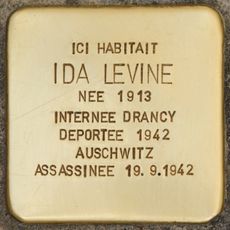 ICI HABITAIT
IDA LEVINE
NEE 1913
INTERNEE DRANCY
DEPORTEE 1942
AUSCHWITZ
ASSASSINEE 19.9.1942